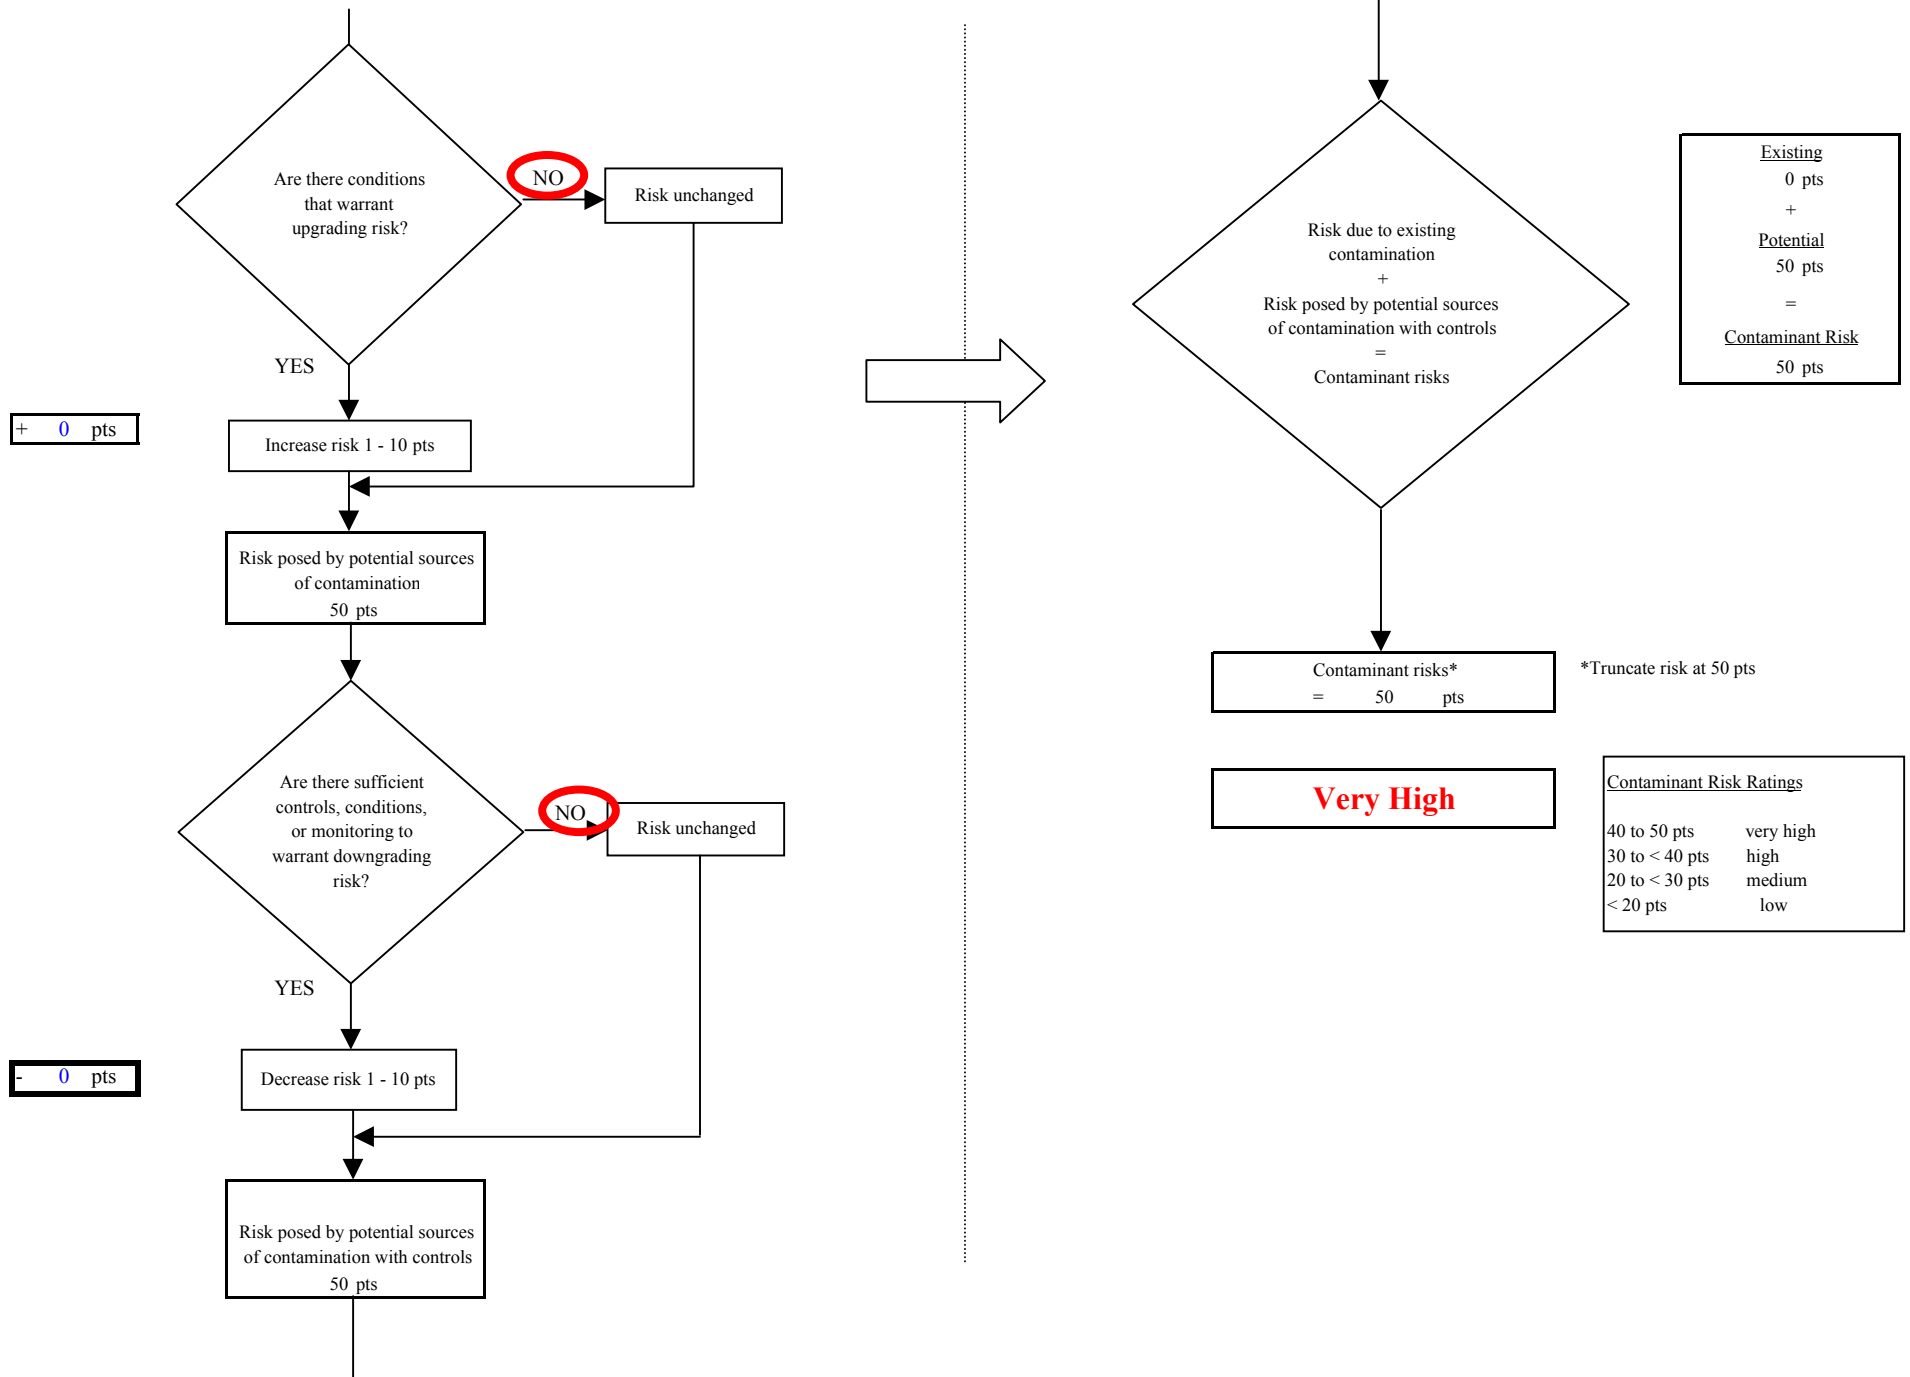 Are there conditions
that warrant
upgrading risk?
NO
Risk unchanged
YES
+ 0 pts
Increase risk 1 - 10 pts
Risk posed by potential sources
of contamination
50 pts
Are there sufficient
controls, conditions,
or monitoring to
warrant downgrading
risk?
NO
Risk unchanged
YES
- 0 pts
Decrease risk 1 - 10 pts
Risk posed by potential sources
of contamination with controls
50 pts
Risk due to existing
contamination
+
Risk posed by potential sources
of contamination with controls
=
Contaminant risks
Existing
0 pts
+
Potential
50 pts
=
Contaminant Risk
50 pts
Contaminant risks*
= 50 pts
*Truncate risk at 50 pts
Very High
Contaminant Risk Ratings
40 to 50 pts very high
30 to < 40 pts high
20 to < 30 pts medium
< 20 pts low